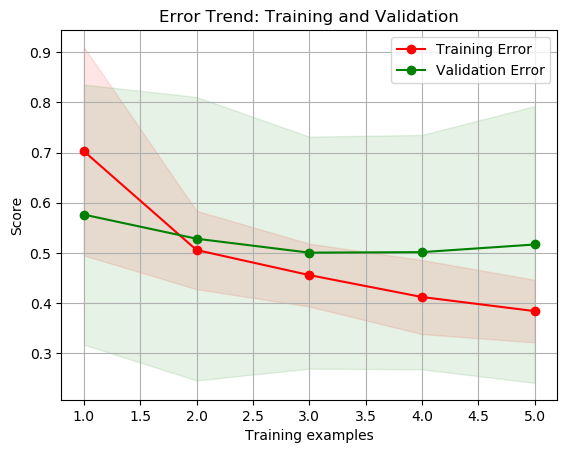 Error Trend: Training and Validation
Training Error
Validation Error
0.9
0.8
0.7
0.6
0.5
0.4
0.3
Score
1.0 1.5 2.0 2.5 3.0 3.5 4.0 4.5 5.0
Training examples